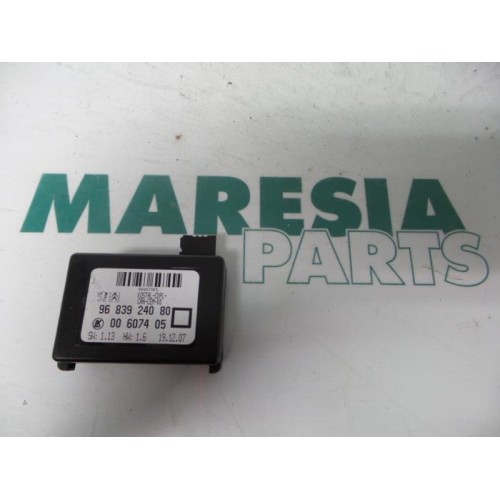 MARESIA
PARTS
96 839 240 80
00 6074 05
SW: 1.13 HW: 1.6 19.12.07